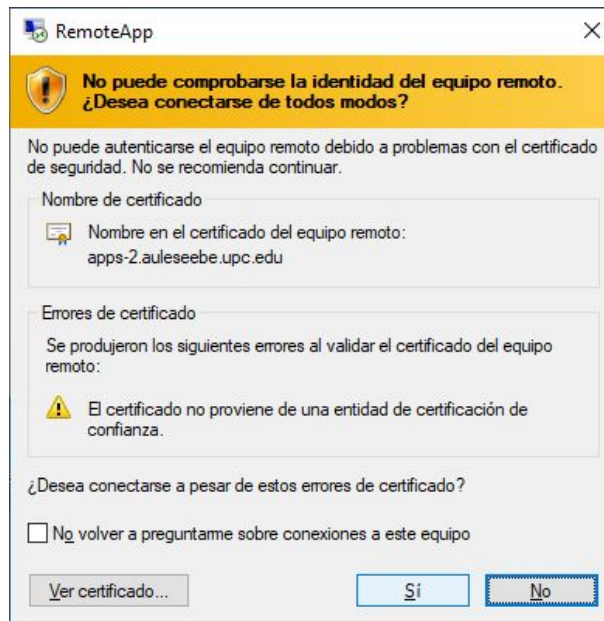 RemoteApp
No puede comprobarse la identidad del equipo remoto.
¿Desea conectarse de todos modos?
No puede autenticarse el equipo remoto debido a problemas con el certificado
de seguridad. No se recomienda continuar.
Nombre de certificado
Nombre en el certificado del equipo remoto:
apps-2.auleseebe.upc.edu
Errores de certificado
Se produjeron los siguientes errores al validar el certificado del equipo
remoto:
El certificado no proviene de una entidad de certificación de
confianza.
¿Desea conectarse a pesar de estos errores de certificado?
No volver a preguntarme sobre conexiones a este equipo
Ver certificado... Sí No